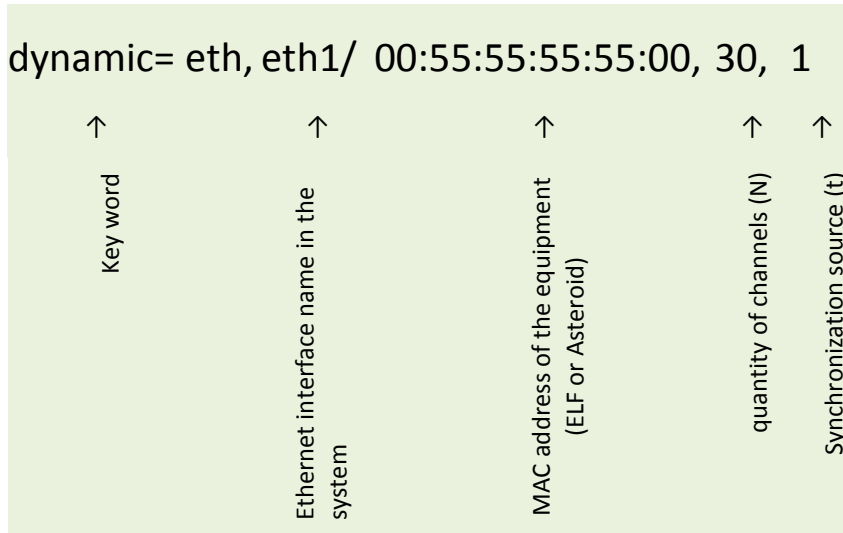 dynamic= eth, eth1/ 00:55:55:55:55:00, 30, 1
↑ ↑ ↑ ↑ ↑
Key word
Ethernet interface name in the
system
MAC address of the equipment
(ELF or Asteroid)
quantity of channels (N)
Synchronization source (t)